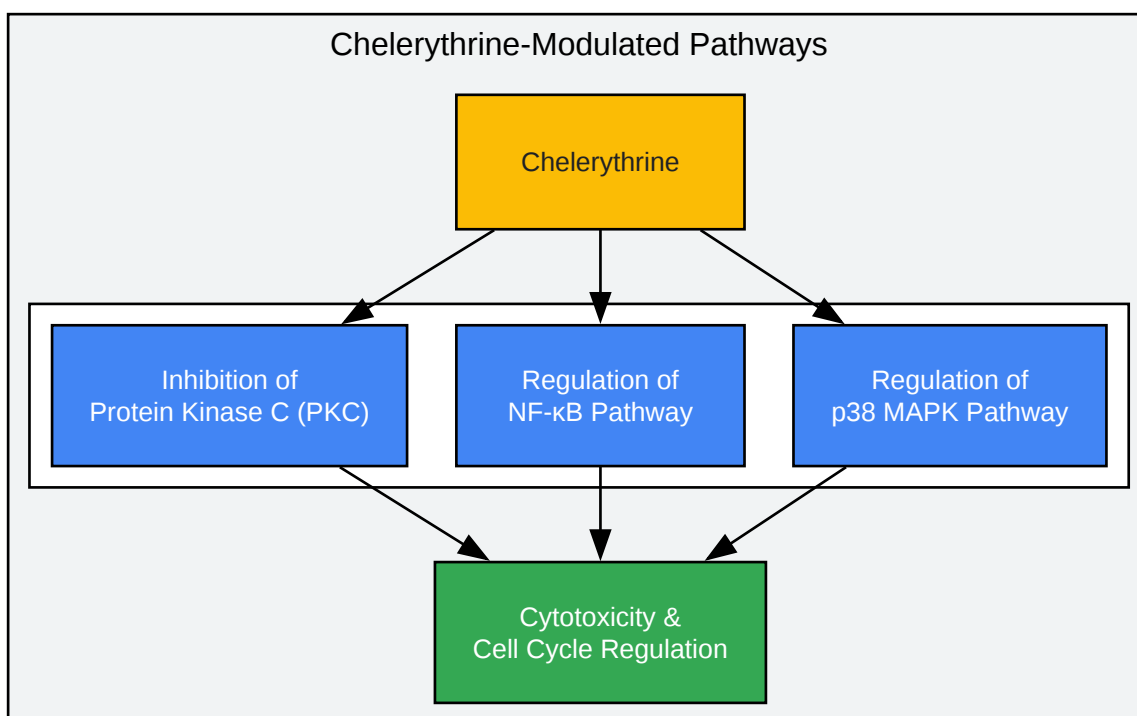 Chelerythrine-Modulated Pathways
Chelerythrine
Inhibition of
Protein Kinase C (PKC)
Regulation of
NF-κB Pathway
Regulation of
p38 MAPK Pathway
Cytotoxicity &
Cell Cycle Regulation